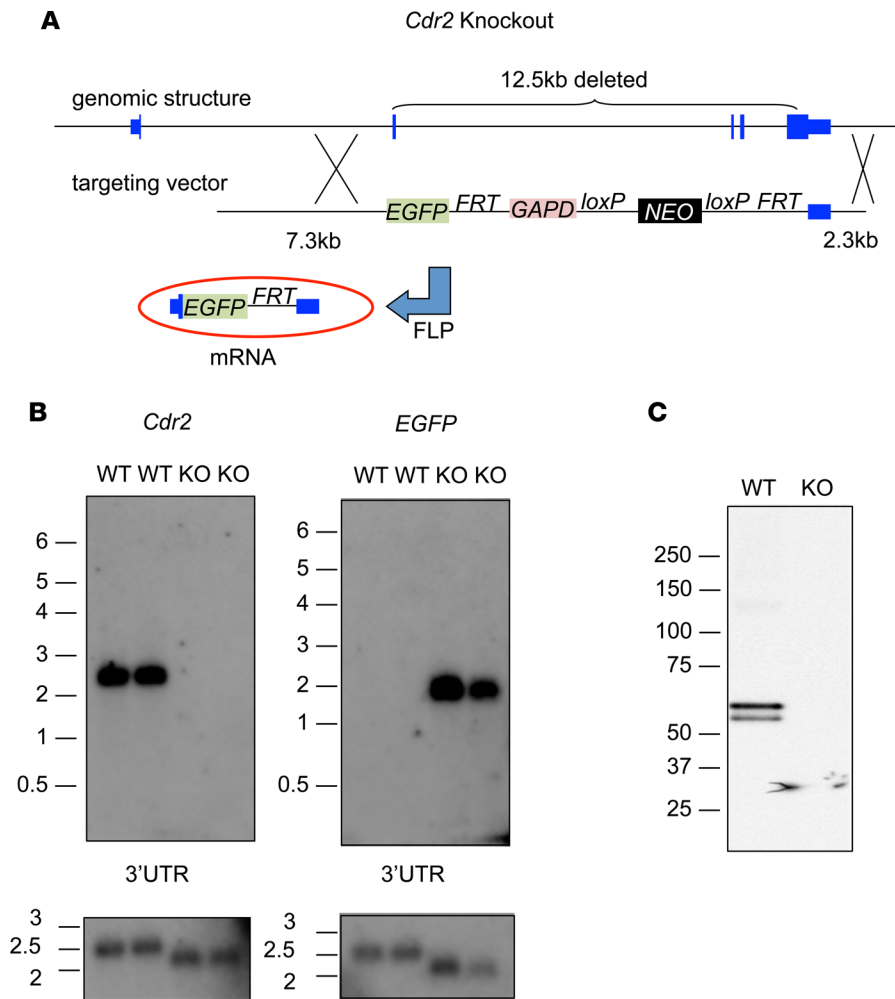 A
Cdr2 Knockout
12.5kb deleted
genomic structure
targeting vector
EGFP FRT GAPD loxP NEO loxP FRT
7.3kb 2.3kb
EGFP FRT
FLP
mRNA
B
Cdr2
WT WT KO KO
6
5
4
3
2
1
0.5
3’UTR
3
2.5
2
EGFP
WT WT KO KO
6
5
4
3
2
1
0.5
3’UTR
3
2.5
2
C
WT KO
250
150
100
75
50
37
25